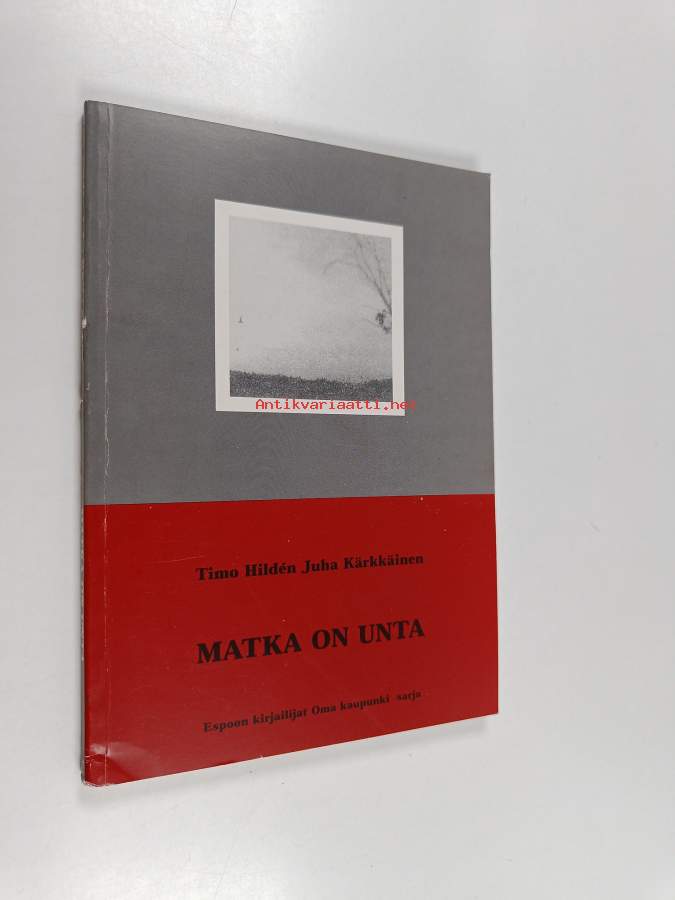 Antikvariaatti.net
Timo Hildén Juha Kärkkäinen
MATKA ON UNTA
Espoon kirjailijat Oma kaupunki sarja